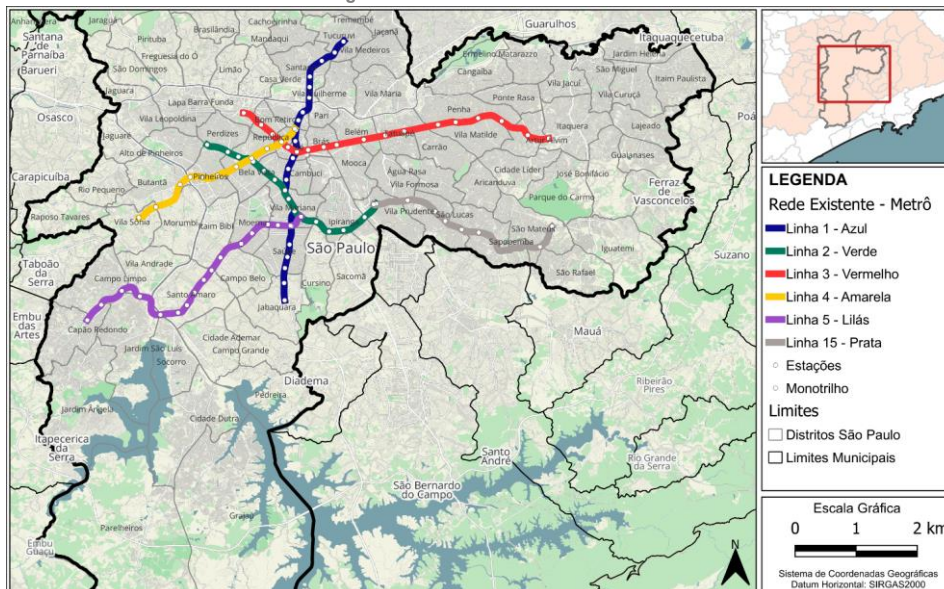 Anhanguera
Jaraguá
Cachoeirinha
Tremembé
Santana
de
Parnaíba
Barueri
Pirituba
Brasilândia
Mandaqui
Tucuruvi
Jaçanã
Guarulhos
Itaquaquecetuba
Freguesia do Ó
Vila Medeiros
Ermelino Matarazzo
Jardim Helena
São Domingos
Limão
Casa Verde
Cangaíba
São Miguel
Jaguara
Vila Guilherme
Vila Maria
Vila Jacuí
Itaim Paulista
Lapa
Barra Funda
Bom Retiro
Pari
Penha
Ponte Rasa
Vila Curuçá
Osasco
Vila Leopoldina
Jaguaré
Perdizes
República
Brás
Belém
Tatuapé
Vila Matilde
Artur Alvim
Itaquera
Lajeado
Alto de Pinheiros
Mooca
Carrão
Guaianases
Carapicuíba
Rio Pequeno
Butantã
Pinheiros
Bela
Cambuci
Água Rasa
Vila Formosa
Aricanduva
Cidade Líder
José Bonifácio
Parque do Carmo
Ferraz-
de
Vasconcelos
Raposo Tavares
Vila Sônia
Morumbi
Itaim Bibi
Moema
Vila Mariana
Ipiranga
Vila Prudente
São Lucas
São Mateus
Sapopemba
Iguatemi
São Paulo
Suzano
Taboão
da
Serra
Vila Andrade
Campo Belo
Sacomã
São Rafael
Campo Limpo
Santo Amaro
Cursino
Jabaquara
Embu
das
Artes
Capão Redondo
Cidade Ademar
Campo Grande
Mauá
Jardim São Luís
Socorro
Diadema
Pedreira
Ribeirão
Pires
Jardim Ângela
Cidade Dutra
Itapecerica
da
Serra
Santo
André
Rio Grande
da Serra
São Bernardo
do Campo
Grajaú
Parelheiros
Embu
Guaçu
N
LEGENDA
Rede Existente - Metrô
Linha 1 - Azul
Linha 2 - Verde
Linha 3 - Vermelho
Linha 4 - Amarela
Linha 5 - Lilás
Linha 15 - Prata
Estações
Monotrilho
Limites
Distritos São Paulo
Limites Municipais
Escala Gráfica
0 1 2 km
Sistema de Coordenadas Geográficas
Datum Horizontal: SIRGAS2000